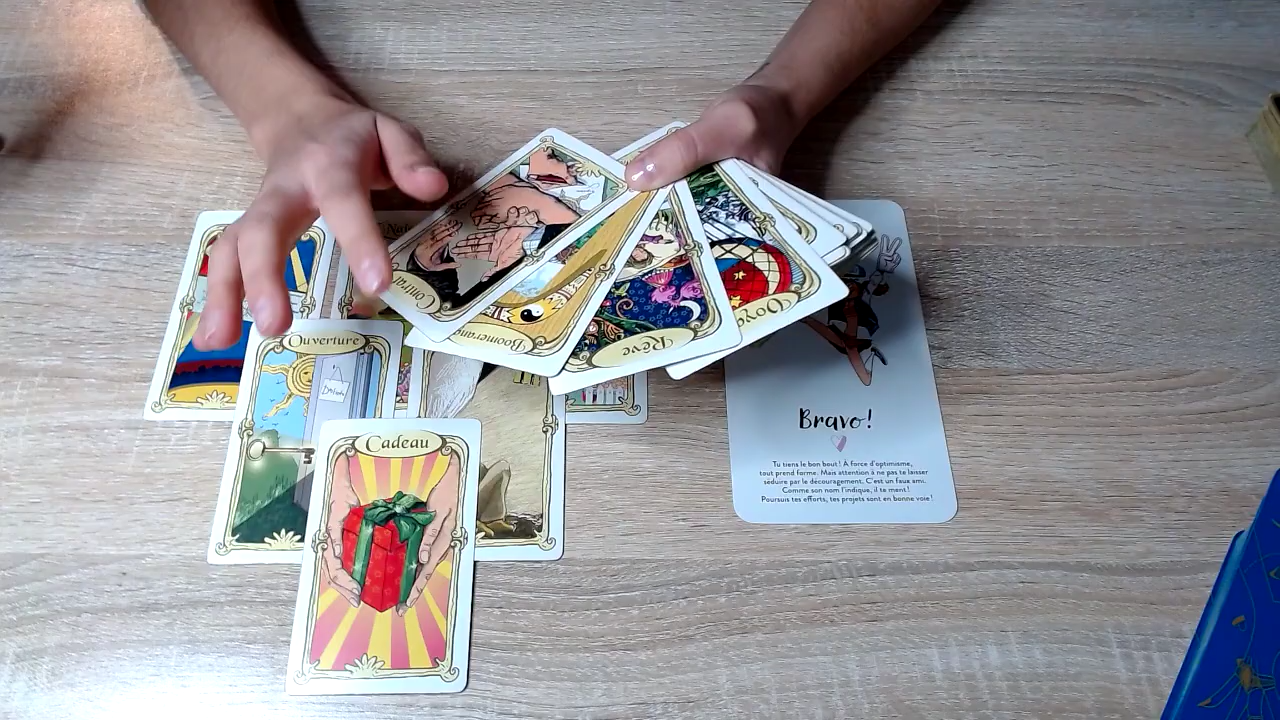 Ouverture
Cadeau
Boomerang
Rêve
Bravo!
Tu tiens le bon bout! À force d'optimisme,
tout prend forme. Mais attention à ne pas te laisser
séduire par le découragement. C'est un faux ami.
Comme son nom l'indique, il te ment!
Poursuis tes efforts, tes projets sont en bonne voie!